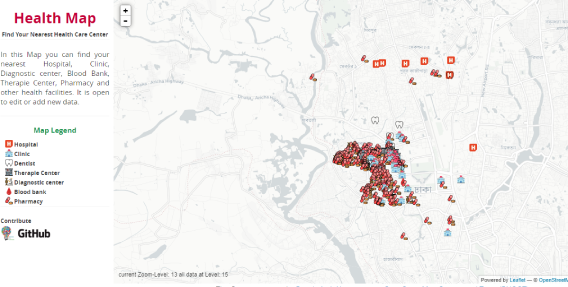 Health Map
Find Your Nearest Health Care Center
In this Map you can find your
nearest Hospital, Clinic,
Diagnostic center, Blood Bank,
Therapie Center, Pharmacy and
other health facilities. It is open
to edit or add new data.
Map Legend
Hospital
Clinic
Dentist
Therapie Center
Diagnostic center
Blood bank
Pharmacy
Contribute
GitHub
+
-
current Zoom-Level: 13 all data at Level: 15
Powered by Leaflet — © OpenStreetM